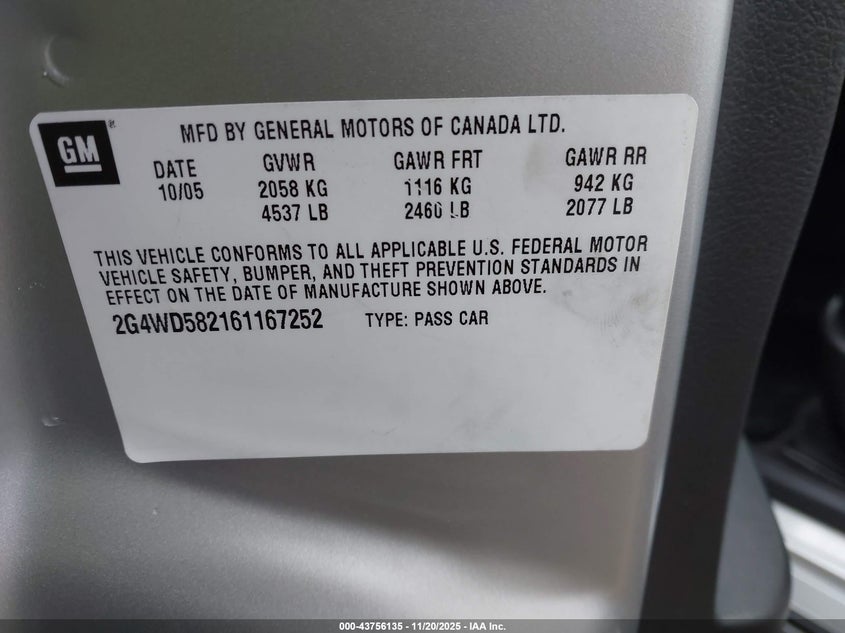 GM®
MFD BY GENERAL MOTORS OF CANADA LTD.
DATE GVWR GAWR FRT GAWR RR
10/05 2058 KG 1116 KG 942 KG
4537 LB 2460 LB 2077 LB
THIS VEHICLE CONFORMS TO ALL APPLICABLE U.S. FEDERAL MOTOR
VEHICLE SAFETY, BUMPER, AND THEFT PREVENTION STANDARDS IN
EFFECT ON THE DATE OF MANUFACTURE SHOWN ABOVE.
2G4WD582161167252 TYPE: PASS CAR
000-43756135 - 11/20/2025 - IAA Inc.